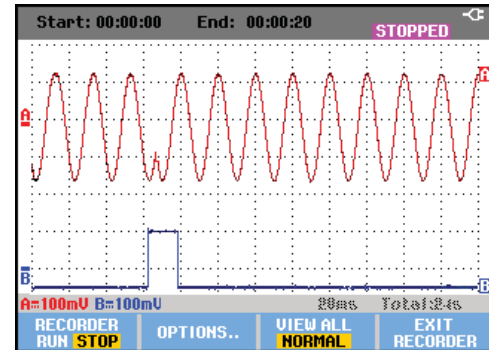 Start: 00:00:00 End: 00:00:20
STOPPED
A
A
B
B
A=100mV B=100mV 20ms Total:24s
RECORDER OPTIONS.. VIEW ALL EXIT
RUN STOP NORMAL RECORDER